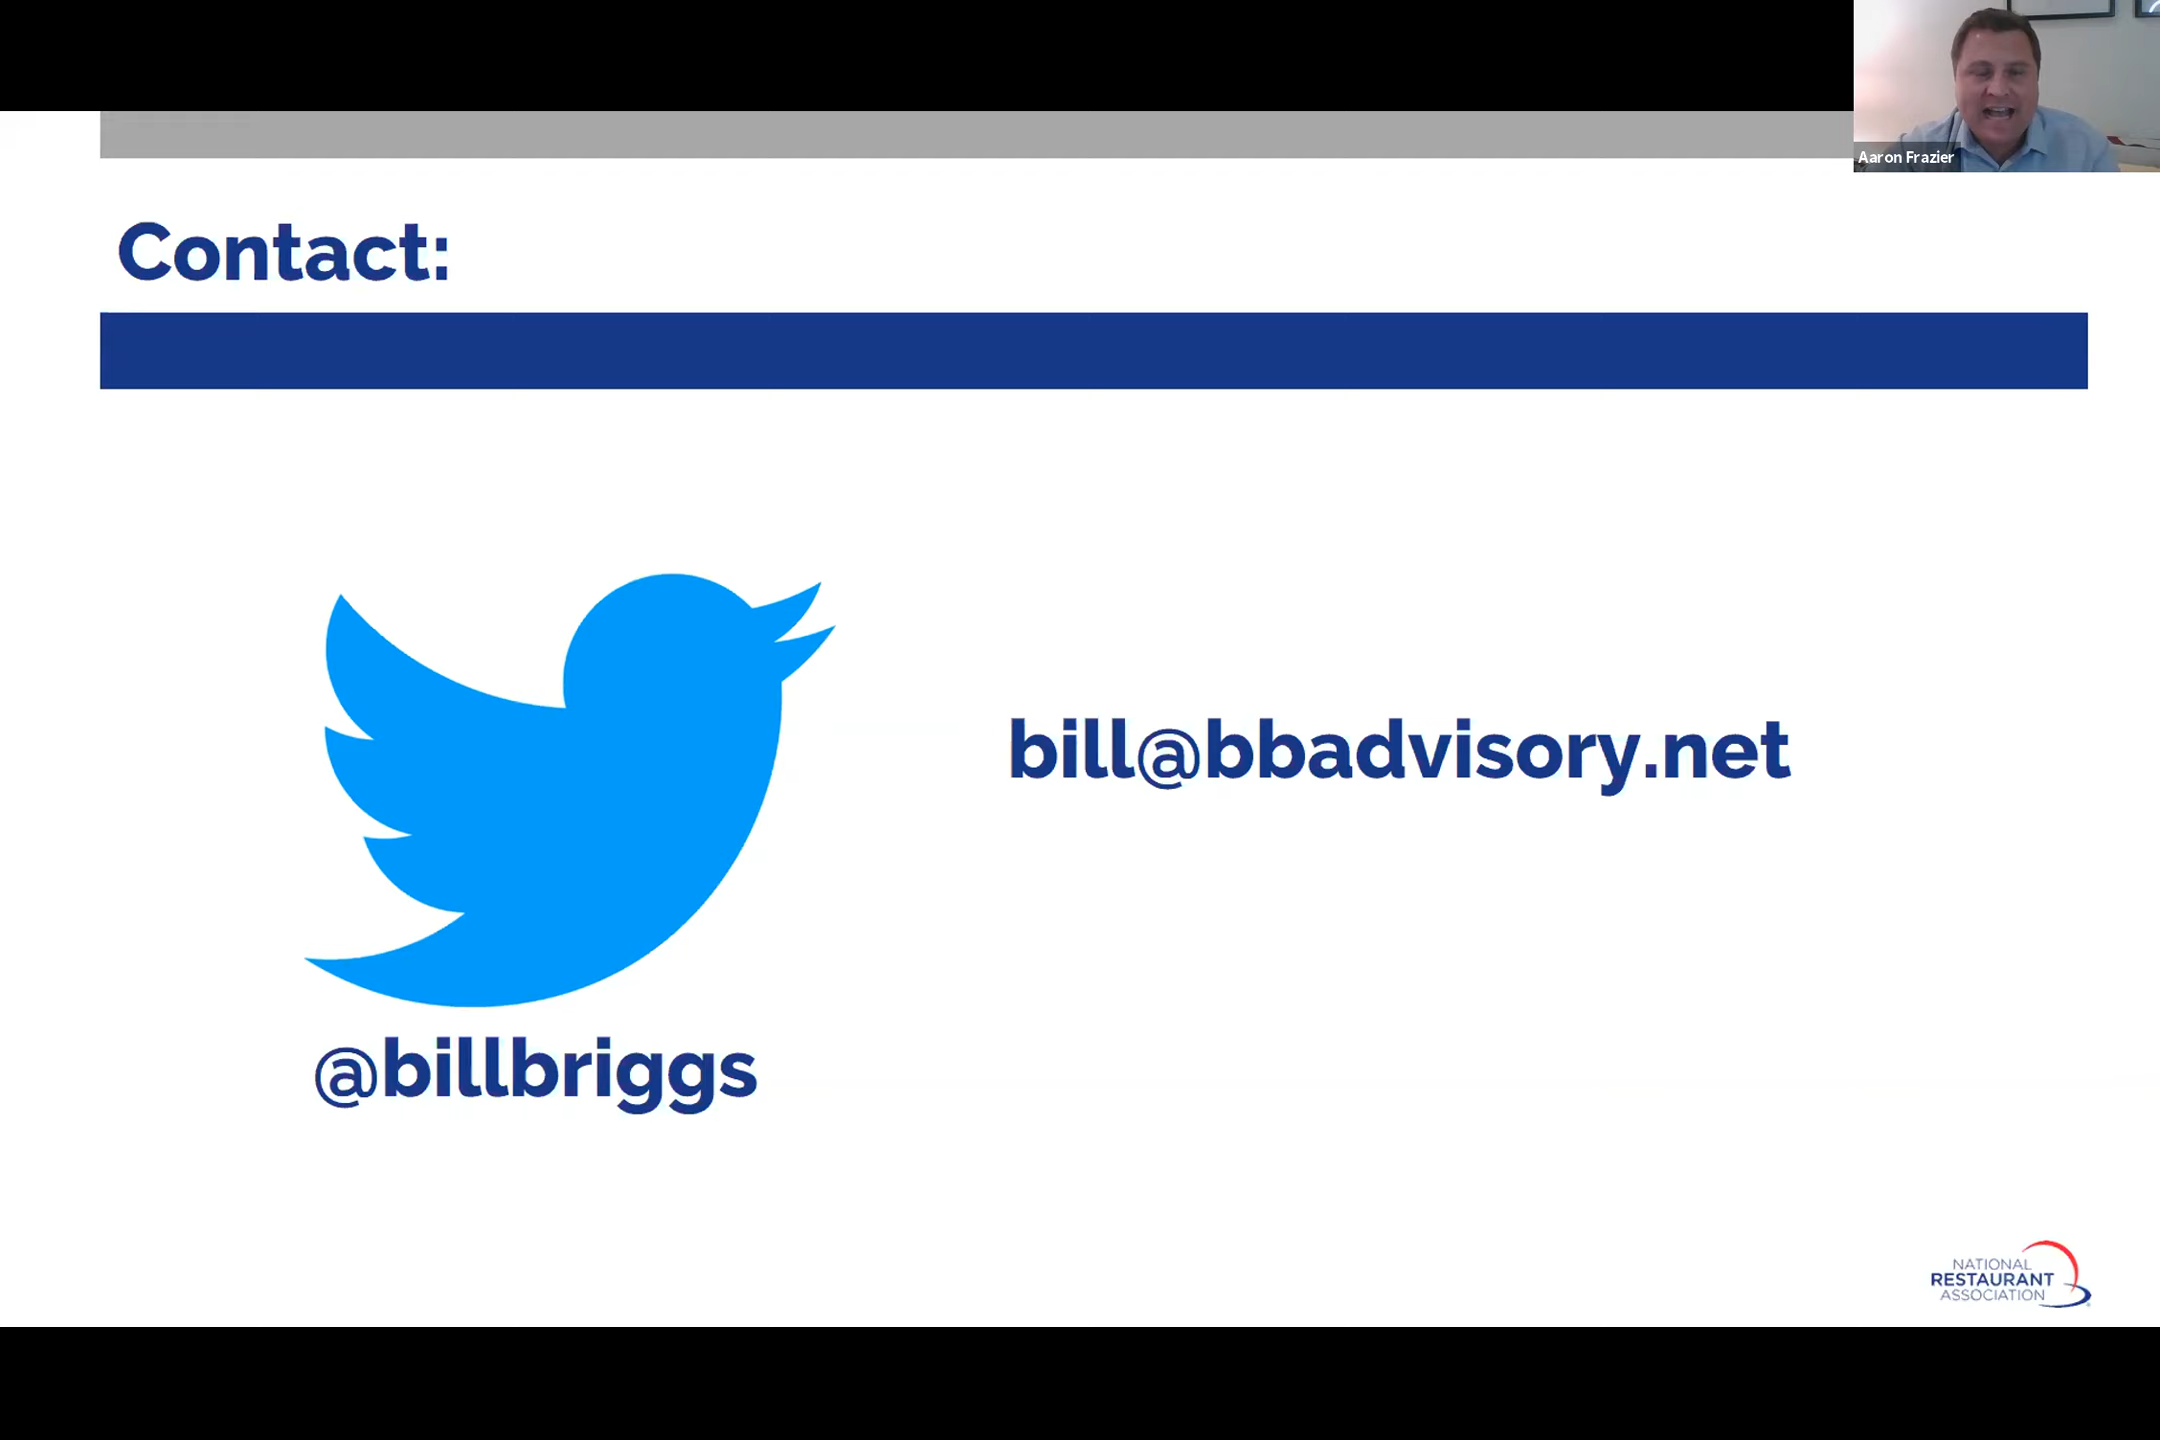 Aaron Frazier
Contact:
bill@bbadvisory.net
@billbriggs
NATIONAL
RESTAURANT
ASSOCIATION